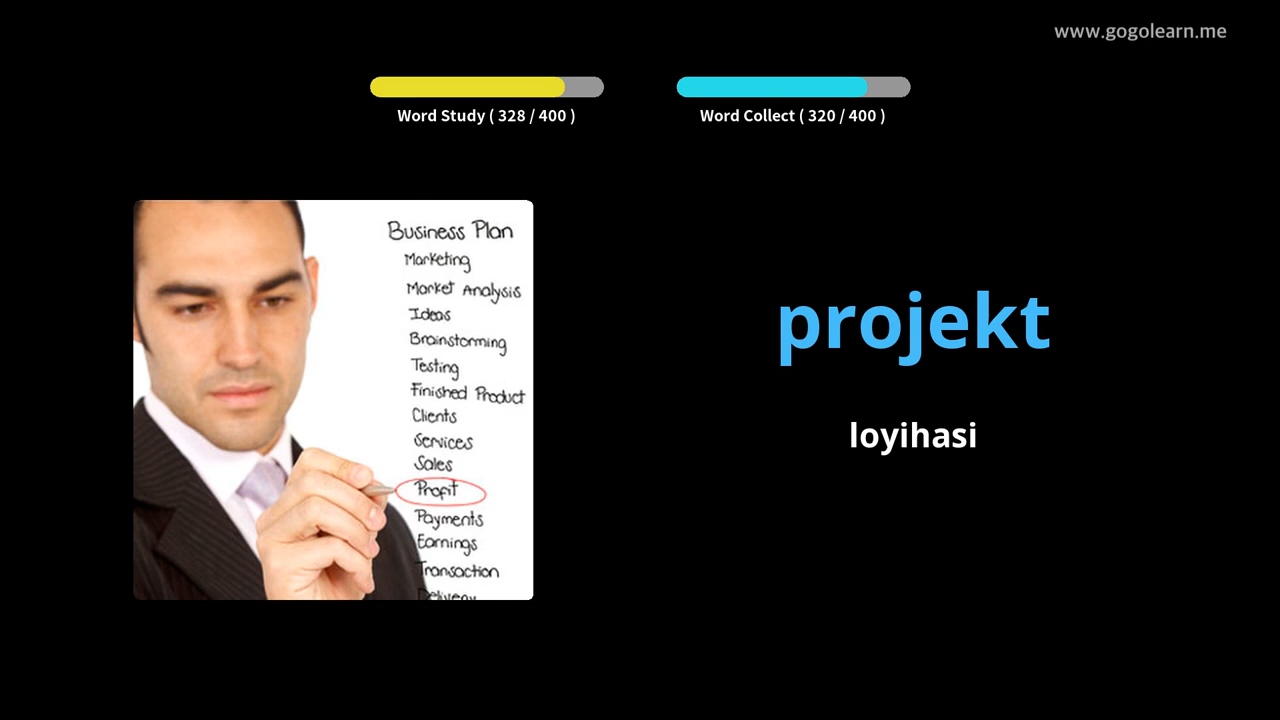 www.gogolearn.me
Word Study ( 328 / 400 )
Word Collect ( 320 / 400 )
Business Plan
Marketing
Market Analysis
Ideas
Brainstorming
Testing
Finished Product
Clients
Services
Sales
Profit
Payments
Earnings
Transaction
Delivery
projekt
loyihasi